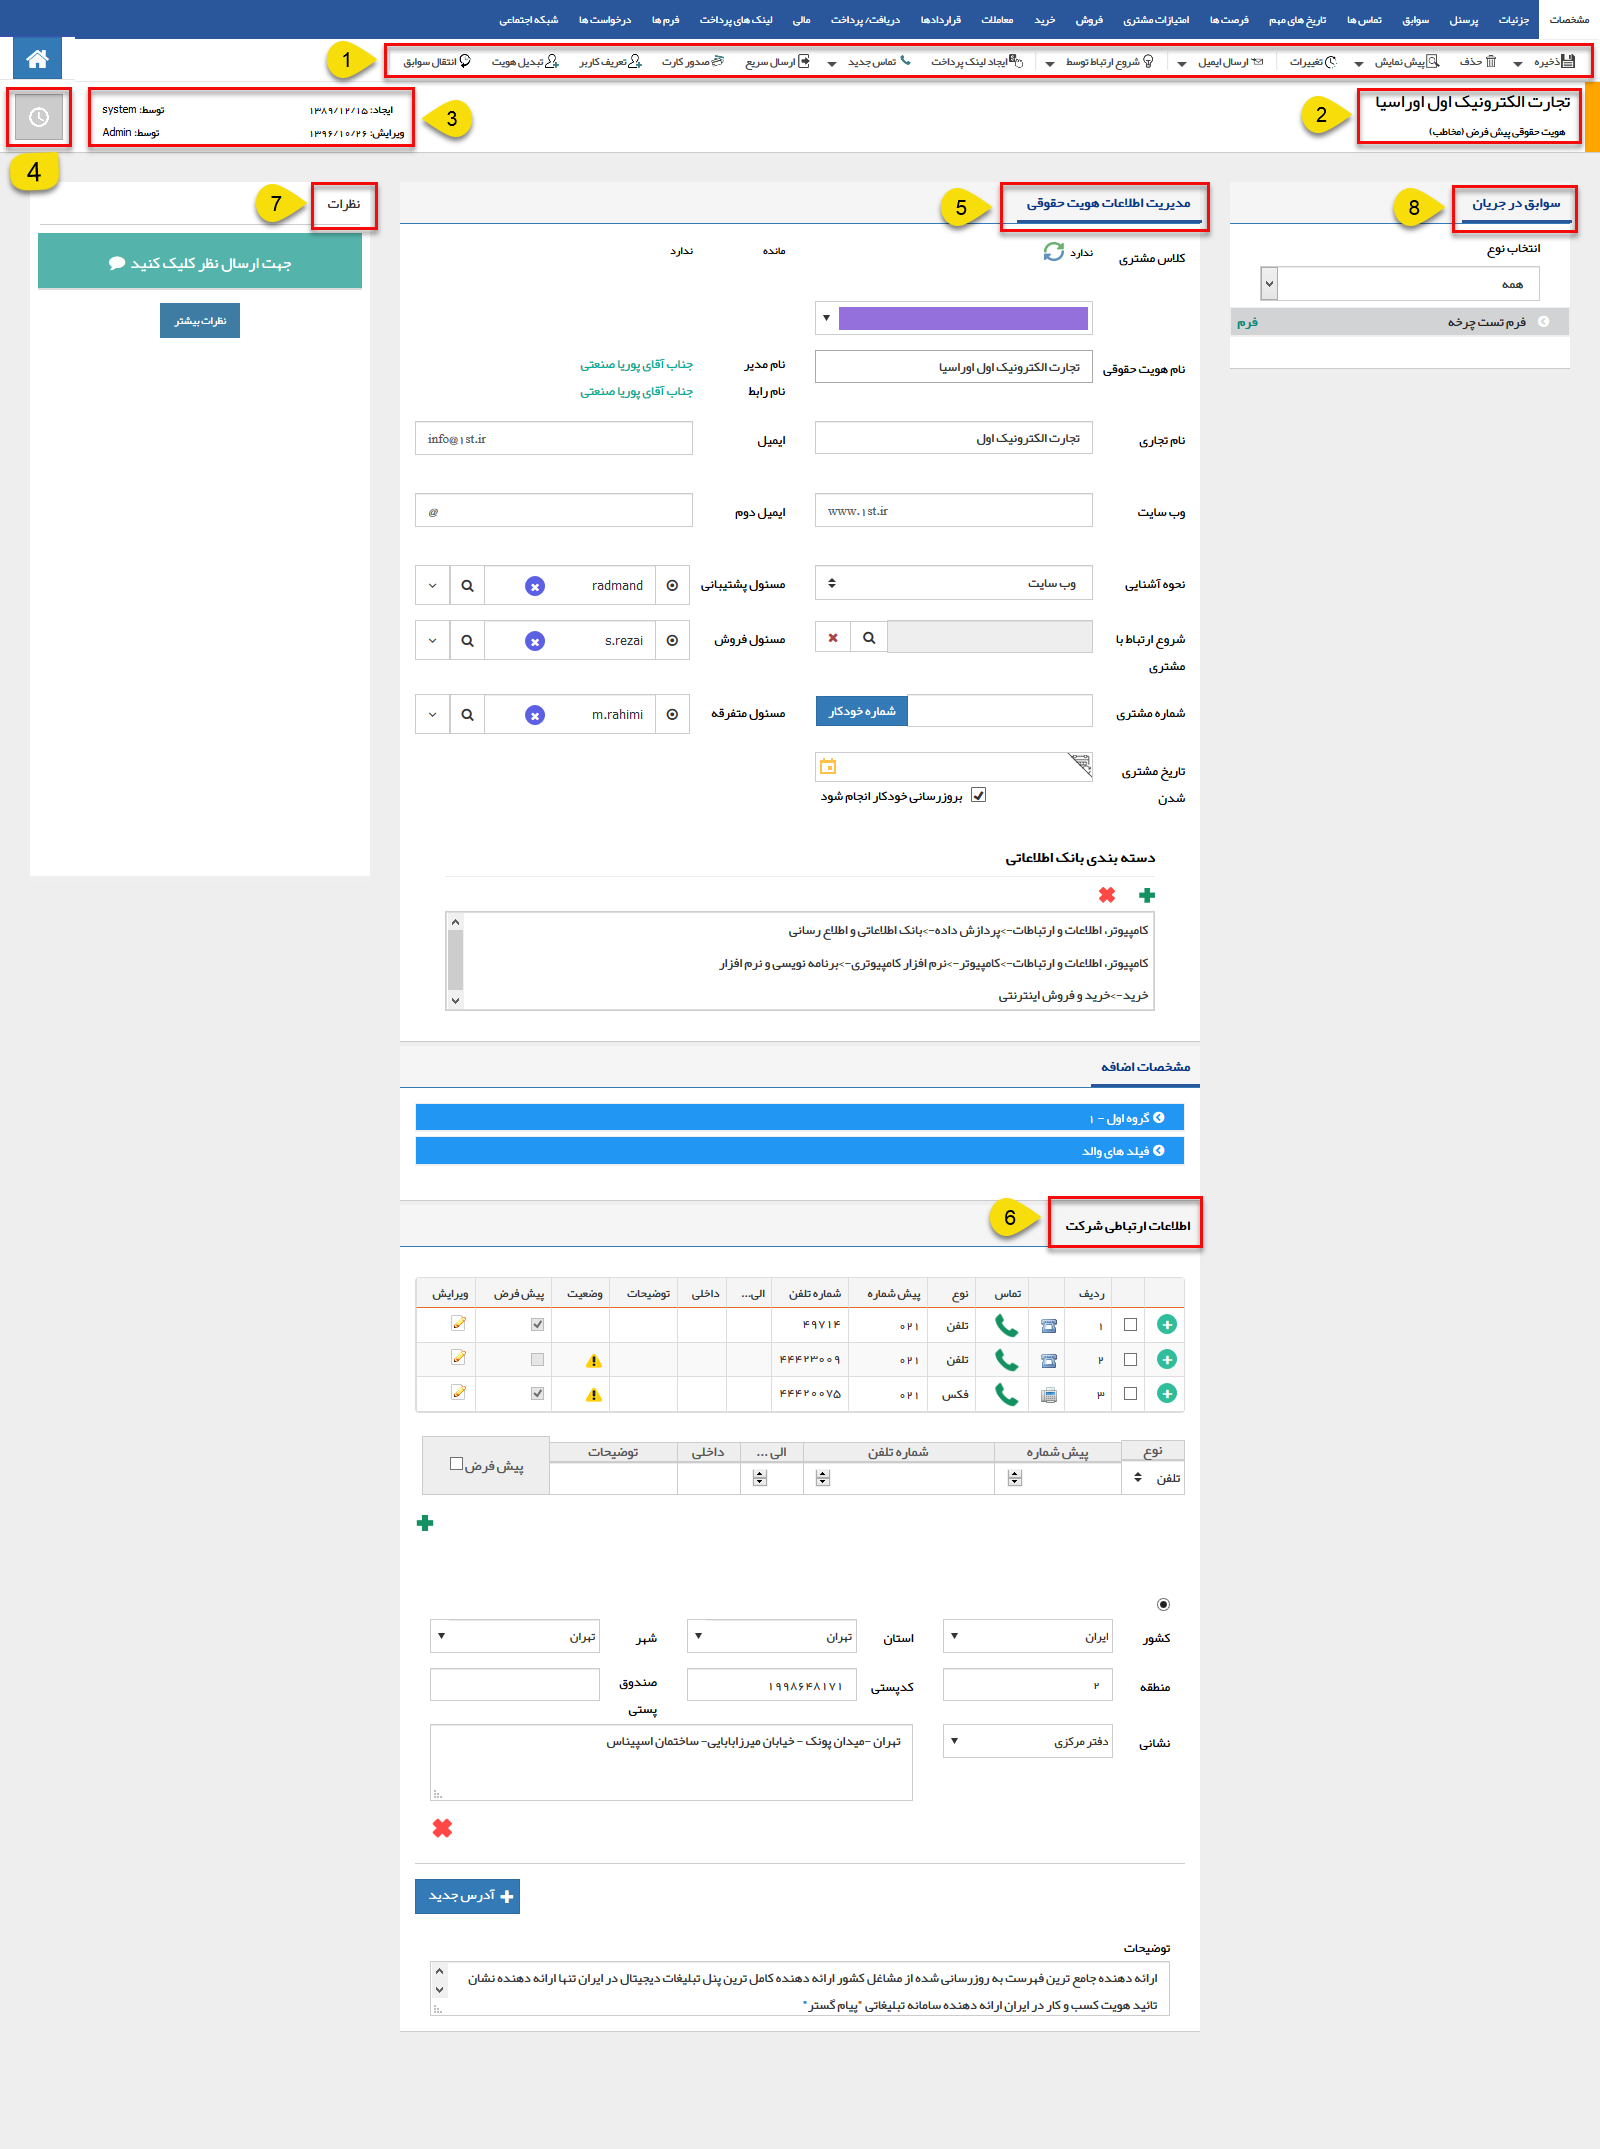 مشخصات جزئیات پرسنل سوابق تماس ها تاریخ های مهم فرصت ها امتیازات مشتری فروش خرید معاملات قراردادها دریافت/پرداخت مالی لینک های پرداخت فرم ها درخواست ها شبکه اجتماعی
ذخیره حذف پیش نمایش تغییرات ارسال ایمیل شروع ارتباط توسط ایجاد لینک پرداخت تماس جدید ارسال سریع صدور کارت تعریف کاربر تبدیل هویت انتقال سوابق
1
تجارت الکترونیک اول اوراسیا
هویت حقوقی پیش فرض (مخاطب)
2
ایجاد: ۱۳۸۹/۱۲/۱۵ توسط: system
ویرایش: ۱۳۹۶/۱۰/۲۶ توسط: Admin
3
4
سوابق در جریان
8
انتخاب نوع
همه
فرم تست چرخه فرم
مدیریت اطلاعات هویت حقوقی
5
کلاس مشتری ندارد مانده ندارد
نام هویت حقوقی تجارت الکترونیک اول اوراسیا نام مدیر جناب آقای پوریا صنعتی
نام رابط جناب آقای پوریا صنعتی
نام تجاری تجارت الکترونیک اول ایمیل info@1st.ir
وب سایت www.1st.ir ایمیل دوم @
نحوه آشنایی وب سایت مسئول پشتیبانی radmand
شروع ارتباط با مشتری مسئول فروش s.rezai
شماره مشتری شماره خودکار مسئول متفرقه m.rahimi
تاریخ مشتری شدن
بروزرسانی خودکار انجام شود
دسته بندی بانک اطلاعاتی
کامپیوتر، اطلاعات و ارتباطات->پردازش داده->بانک اطلاعاتی و اطلاع رسانی
کامپیوتر، اطلاعات و ارتباطات->کامپیوتر->نرم افزار کامپیوتری->برنامه نویسی و نرم افزار
خرید->خرید و فروش اینترنتی
مشخصات اضافه
گروه اول - ۱
فیلد های والد
اطلاعات ارتباطی شرکت
6
ردیف تماس نوع پیش شماره شماره تلفن الی... داخلی توضیحات وضعیت پیش فرض ویرایش
۱ تلفن ۰۲۱ ۴۹۷۱۴
۲ تلفن ۰۲۱ ۴۴۴۲۳۰۰۹
۳ فکس ۰۲۱ ۴۴۴۲۰۰۷۵
نوع پیش شماره شماره تلفن الی ... داخلی توضیحات پیش فرض
تلفن
کشور ایران استان تهران شهر تهران
منطقه ۲ کدپستی ۱۹۹۸۶۴۸۱۷۱ صندوق پستی
نشانی دفتر مرکزی تهران -میدان پونک - خیابان میرزابابایی- ساختمان اسپیناس
آدرس جدید
توضیحات
ارائه دهنده جامع ترین فهرست به روزرسانی شده از مشاغل کشور ارائه دهنده کامل ترین پنل تبلیغات دیجیتال در ایران تنها ارائه دهنده نشان
تائید هویت کسب و کار در ایران ارائه دهنده سامانه تبلیغاتی "پیام گستر"
نظرات
7
جهت ارسال نظر کلیک کنید
نظرات بیشتر